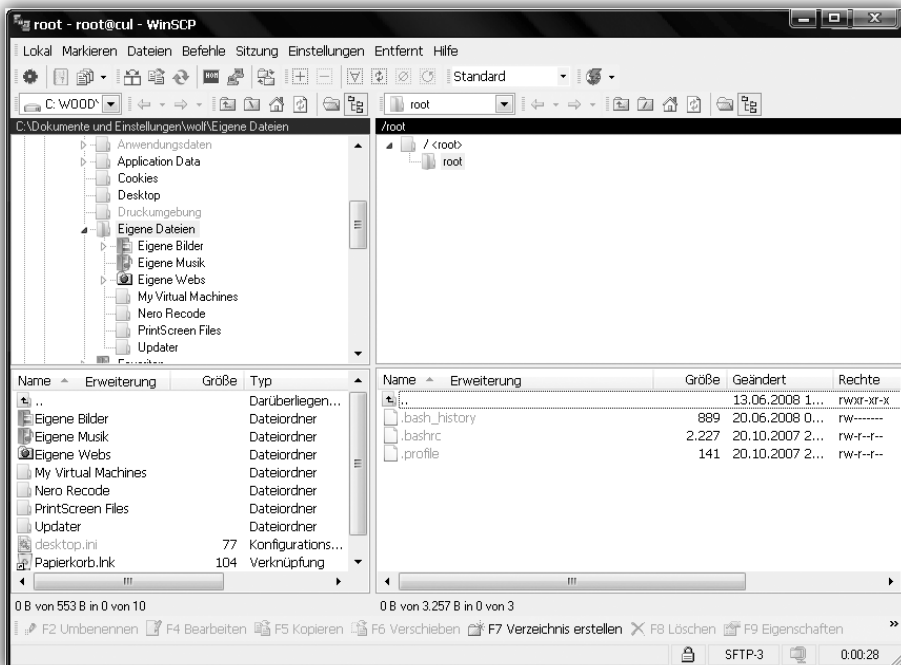 root - root@cul - WinSCP
Lokal Markieren Dateien Befehle Sitzung Einstellungen Entfernt Hilfe
Standard
C: WOOD
root
C:\Dokumente und Einstellungen\wolf\Eigene Dateien
Anwendungsdaten
Application Data
Cookies
Desktop
Druckumgebung
Eigene Dateien
Eigene Bilder
Eigene Musik
Eigene Webs
My Virtual Machines
Nero Recode
PrintScreen Files
Updater
/root
/ <root>
root
Name Erweiterung Größe Typ
.. Darüberliegen...
Eigene Bilder Dateiordner
Eigene Musik Dateiordner
Eigene Webs Dateiordner
My Virtual Machines Dateiordner
Nero Recode Dateiordner
PrintScreen Files Dateiordner
Updater Dateiordner
desktop.ini 77 Konfigurations...
Papierkorb.lnk 104 Verknüpfung
Name Erweiterung Größe Geändert Rechte
.. 13.06.2008 1... rwxr-xr-x
.bash_history 889 20.06.2008 0... rw-------
.bashrc 2.227 20.10.2007 2... rw-r--r--
.profile 141 20.10.2007 2... rw-r--r--
0 B von 553 B in 0 von 10
0 B von 3.257 B in 0 von 3
F2 Umbenennen F4 Bearbeiten F5 Kopieren F6 Verschieben F7 Verzeichnis erstellen F8 Löschen F9 Eigenschaften »
SFTP-3 0:00:28